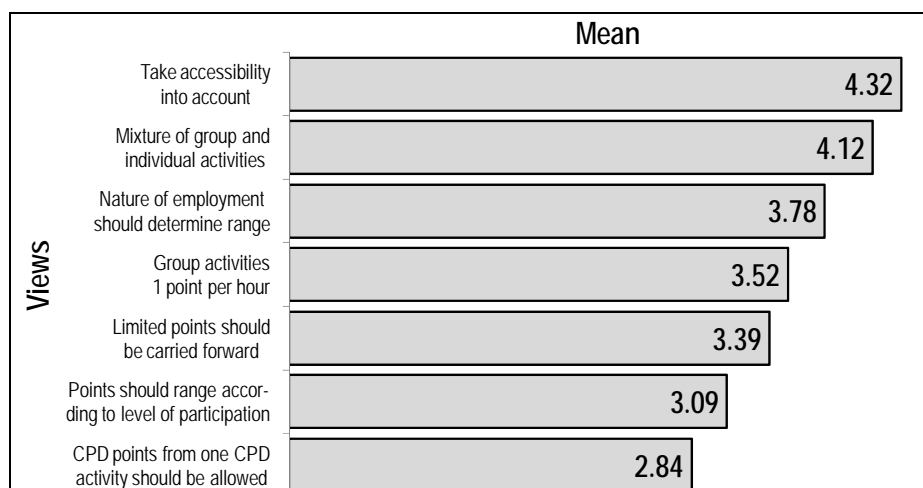 Mean
Views
Take accessibility
into account
4.32
Mixture of group and
individual activities
4.12
Nature of employment
should determine range
3.78
Group activities
1 point per hour
3.52
Limited points should
be carried forward
3.39
Points should range accor-
ding to level of participation
3.09
CPD points from one CPD
activity should be allowed
2.84